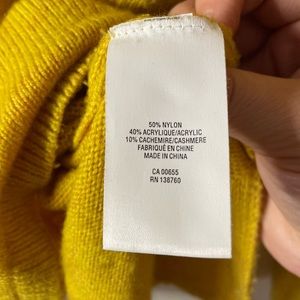 50% NYLON
40% ACRYLIQUE/ACRYLIC
10% CACHEMIRE/CASHMERE
FABRIQUÉ EN CHINE
MADE IN CHINA
CA 00655
RN 138760